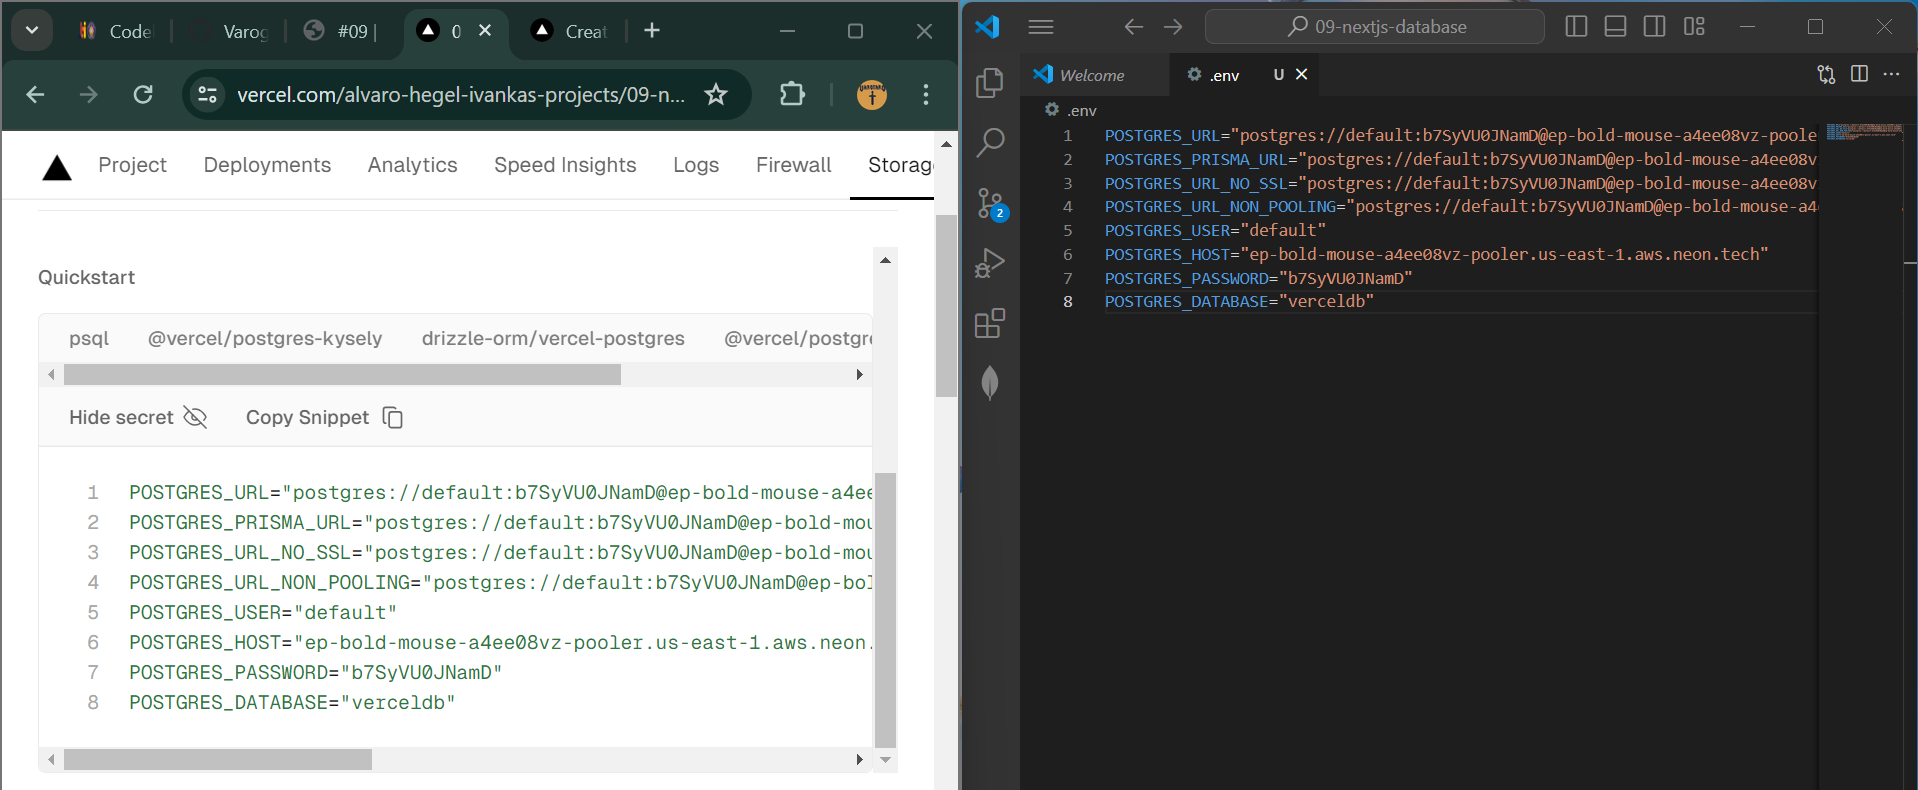 Code
Varog
#09 |
0
Creat
vercel.com/alvaro-hegel-ivankas-projects/09-n...
Project Deployments Analytics Speed Insights Logs Firewall Storage
Quickstart
psql @vercel/postgres-kysely drizzle-orm/vercel-postgres @vercel/postgre
Hide secret Copy Snippet
1 POSTGRES_URL="postgres://default:b7SyVU0JNamD@ep-bold-mouse-a4ee
2 POSTGRES_PRISMA_URL="postgres://default:b7SyVU0JNamD@ep-bold-mou
3 POSTGRES_URL_NO_SSL="postgres://default:b7SyVU0JNamD@ep-bold-mou
4 POSTGRES_URL_NON_POOLING="postgres://default:b7SyVU0JNamD@ep-bol
5 POSTGRES_USER="default"
6 POSTGRES_HOST="ep-bold-mouse-a4ee08vz-pooler.us-east-1.aws.neon.
7 POSTGRES_PASSWORD="b7SyVU0JNamD"
8 POSTGRES_DATABASE="verceldb"
09-nextjs-database
Welcome
.env U
.env
2
1 POSTGRES_URL="postgres://default:b7SyVU0JNamD@ep-bold-mouse-a4ee08vz-poole
2 POSTGRES_PRISMA_URL="postgres://default:b7SyVU0JNamD@ep-bold-mouse-a4ee08v
3 POSTGRES_URL_NO_SSL="postgres://default:b7SyVU0JNamD@ep-bold-mouse-a4ee08v
4 POSTGRES_URL_NON_POOLING="postgres://default:b7SyVU0JNamD@ep-bold-mouse-a4
5 POSTGRES_USER="default"
6 POSTGRES_HOST="ep-bold-mouse-a4ee08vz-pooler.us-east-1.aws.neon.tech"
7 POSTGRES_PASSWORD="b7SyVU0JNamD"
8 POSTGRES_DATABASE="verceldb"